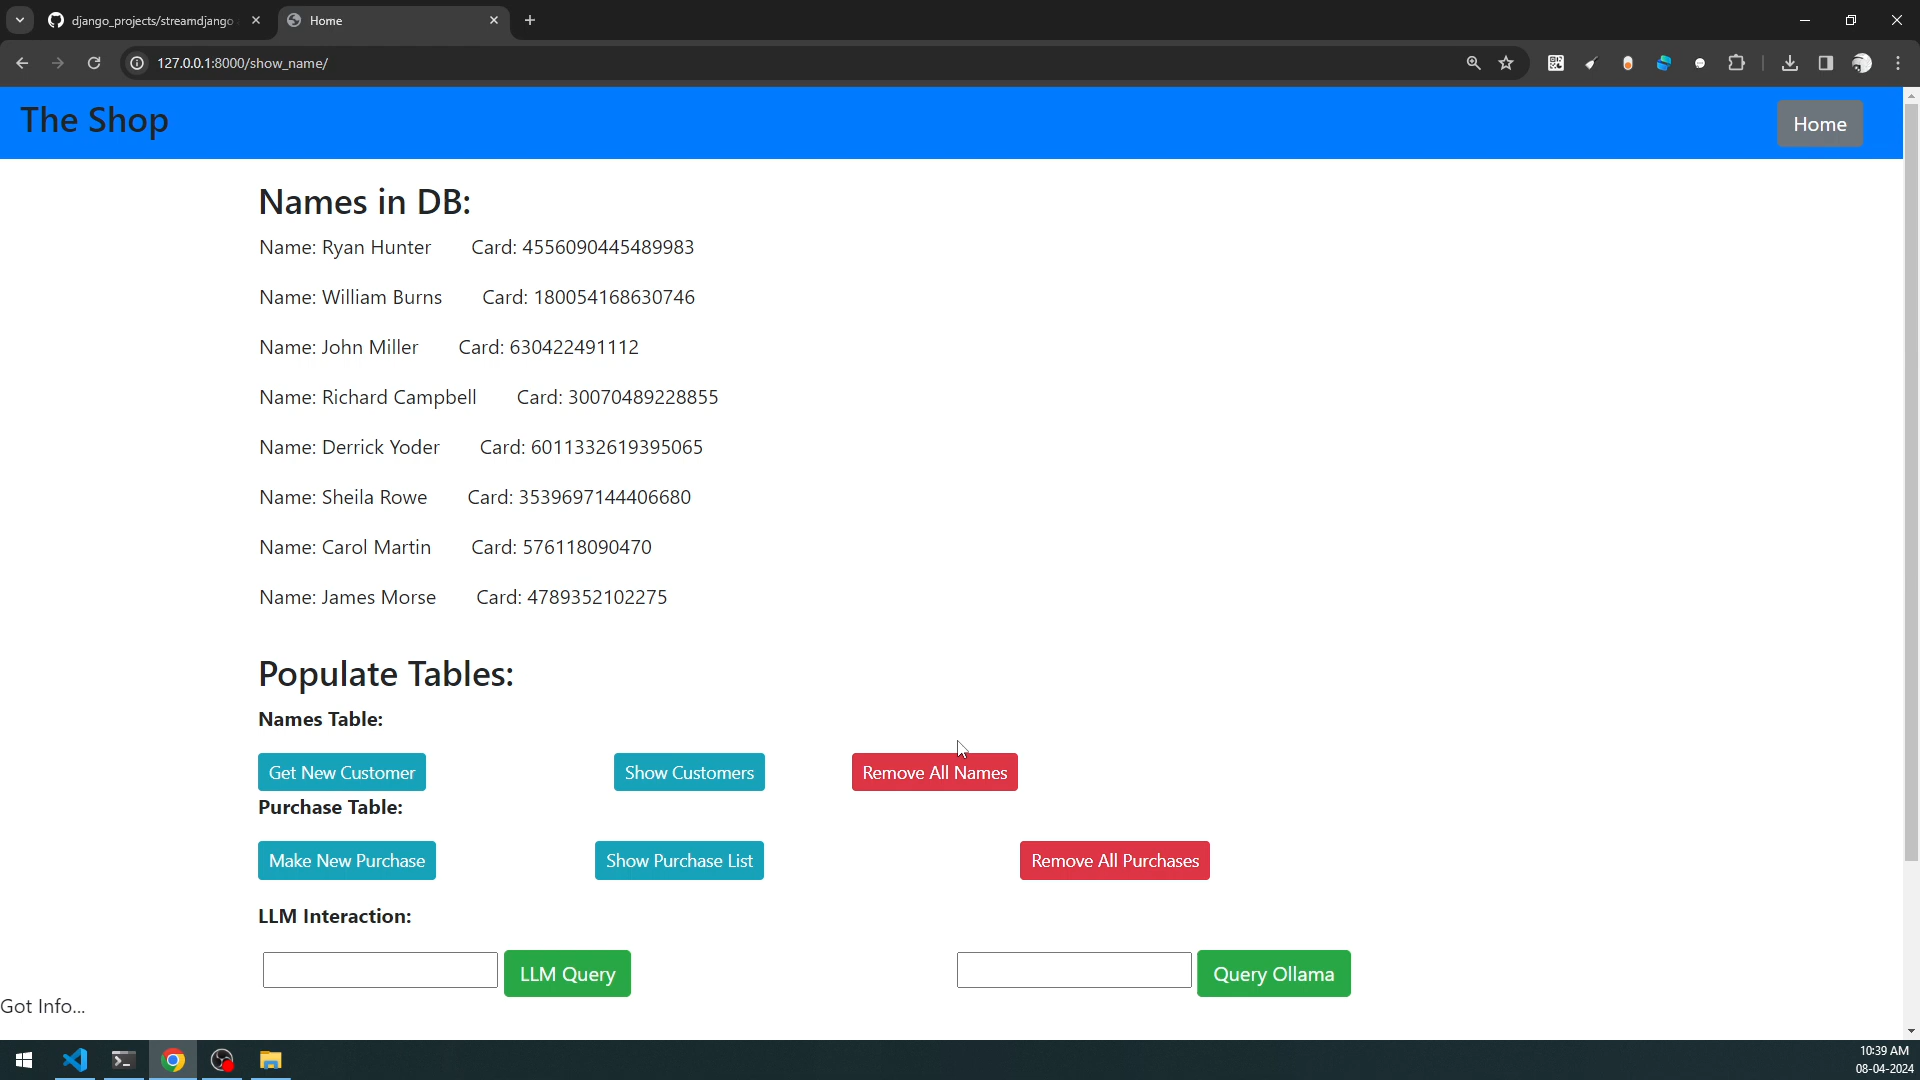 django_projects/streamdjango
Home
127.0.0.1:8000/show_name/
The Shop
Home
Names in DB:
Name: Ryan Hunter Card: 4556090445489983
Name: William Burns Card: 180054168630746
Name: John Miller Card: 630422491112
Name: Richard Campbell Card: 30070489228855
Name: Derrick Yoder Card: 6011332619395065
Name: Sheila Rowe Card: 3539697144406680
Name: Carol Martin Card: 576118090470
Name: James Morse Card: 4789352102275
Populate Tables:
Names Table:
Get New Customer Show Customers Remove All Names
Purchase Table:
Make New Purchase Show Purchase List Remove All Purchases
LLM Interaction:
LLM Query Query Ollama
Got Info...
10:39 AM
08-04-2024